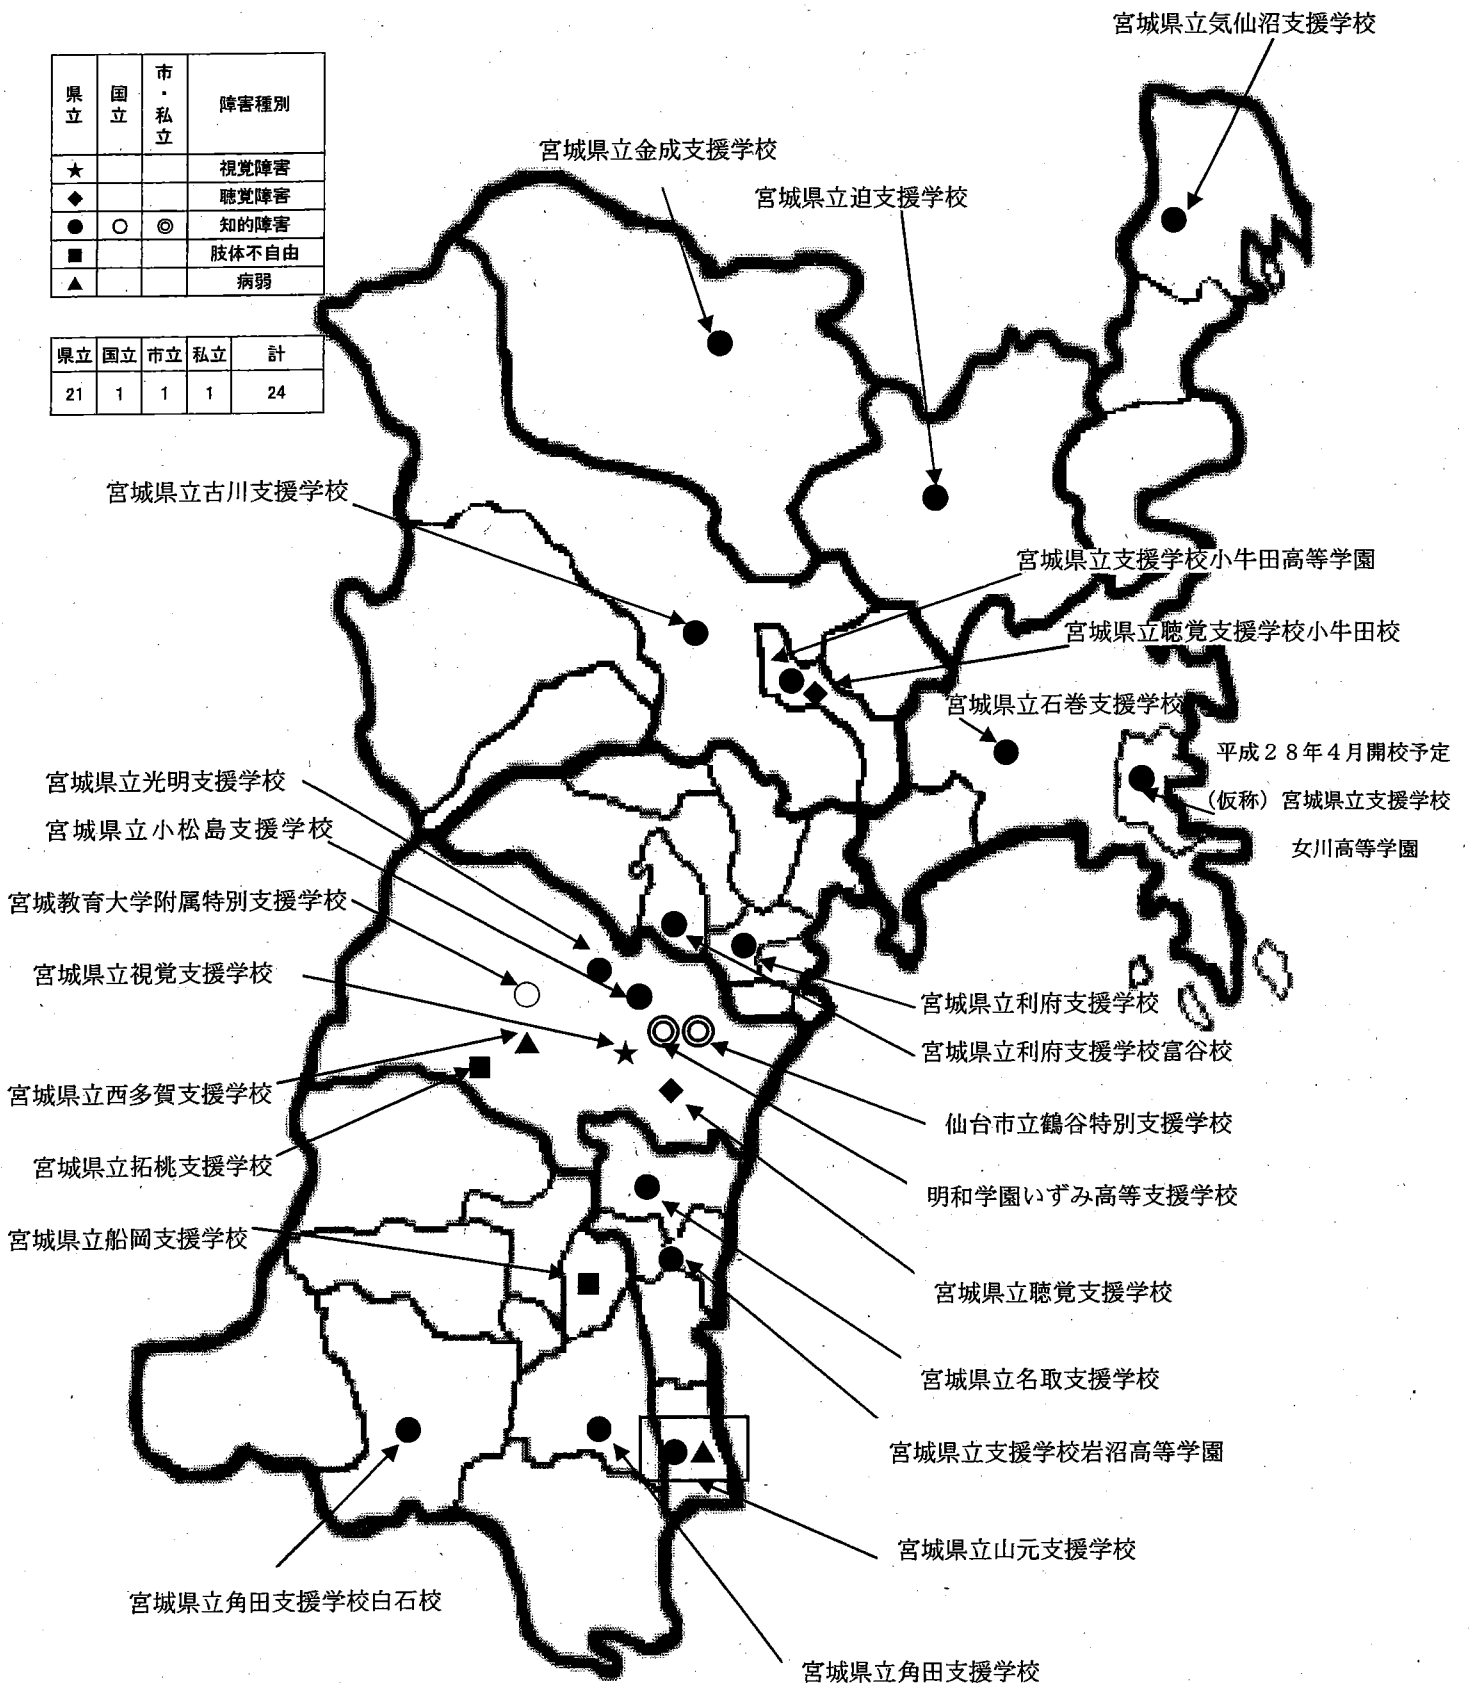 宮城県立気仙沼支援学校
県立 国立 市・私立 障害種別
★ 視覚障害
◆ 聴覚障害
● ○ ◎ 知的障害
■ 肢体不自由
▲ 病弱
県立 国立 市立 私立 計
21 1 1 1 24
宮城県立金成支援学校
宮城県立迫支援学校
宮城県立古川支援学校
宮城県立支援学校小牛田高等学園
宮城県立聴覚支援学校小牛田校
宮城県立石巻支援学校
平成２８年４月開校予定
（仮称）宮城県立支援学校
女川高等学園
宮城県立光明支援学校
宮城県立小松島支援学校
宮城教育大学附属特別支援学校
宮城県立視覚支援学校
宮城県立西多賀支援学校
宮城県立拓桃支援学校
宮城県立船岡支援学校
宮城県立利府支援学校
宮城県立利府支援学校富谷校
仙台市立鶴谷特別支援学校
明和学園いずみ高等支援学校
宮城県立聴覚支援学校
宮城県立名取支援学校
宮城県立支援学校岩沼高等学園
宮城県立山元支援学校
宮城県立角田支援学校白石校
宮城県立角田支援学校